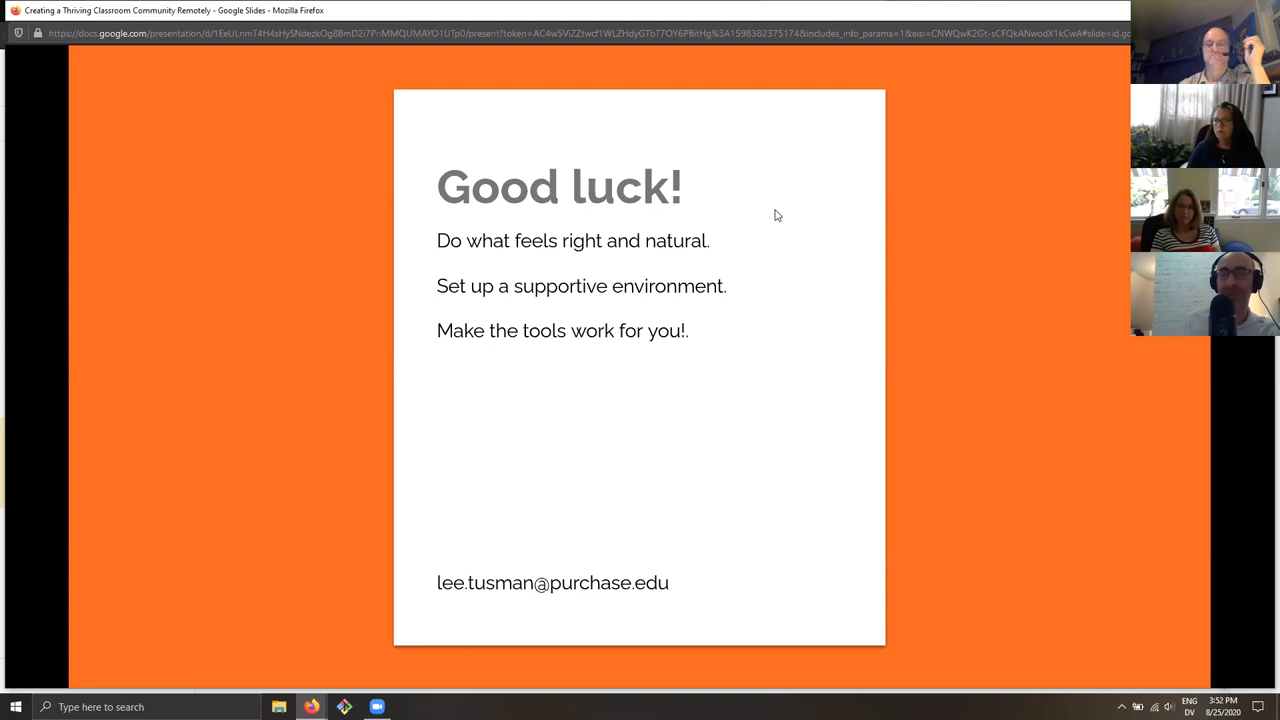 Creating a Thriving Classroom Community Remotely - Google Slides - Mozilla Firefox
Good luck!
Do what feels right and natural.
Set up a supportive environment.
Make the tools work for you!.
lee.tusman@purchase.edu
Type here to search
ENG
3:52 PM
DV
8/25/2020